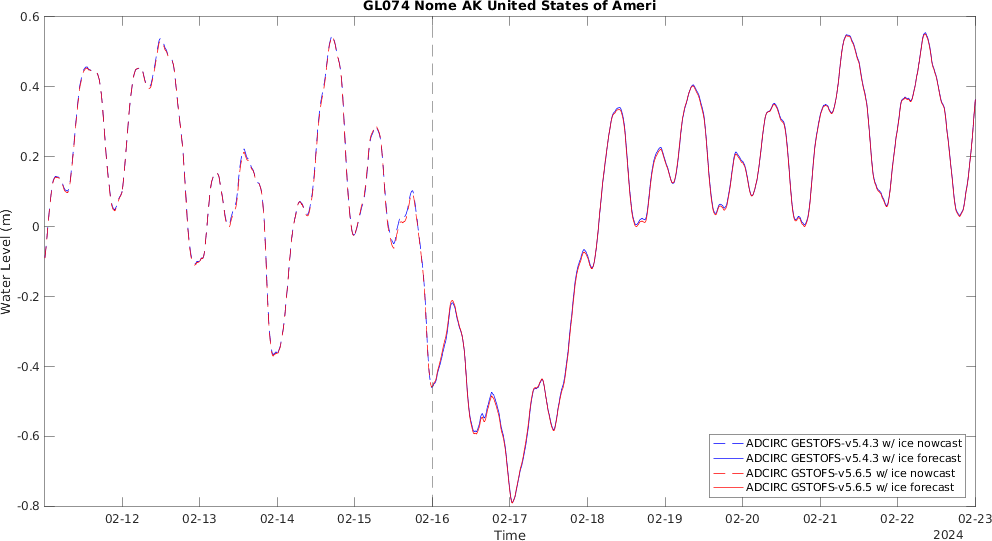 GL074 Nome AK United States of Ameri
0.6
0.4
0.2
0
-0.2
-0.4
-0.6
-0.8
Water Level (m)
ADCIRC GESTOFS-v5.4.3 w/ ice nowcast
ADCIRC GESTOFS-v5.4.3 w/ ice forecast
ADCIRC GSTOFS-v5.6.5 w/ ice nowcast
ADCIRC GSTOFS-v5.6.5 w/ ice forecast
02-12 02-13 02-14 02-15 02-16 02-17 02-18 02-19 02-20 02-21 02-22 02-23
Time
2024